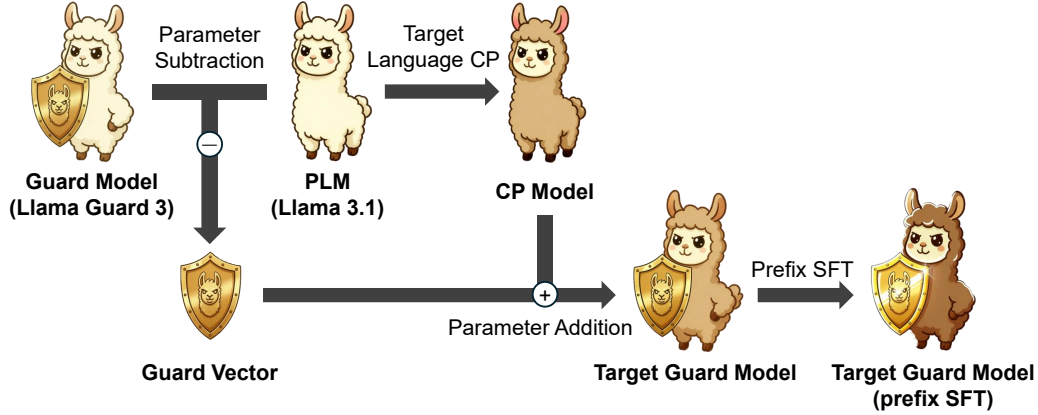 Parameter
Subtraction
Target
Language CP
—
Guard Model
(Llama Guard 3)
PLM
(Llama 3.1)
CP Model
+
Prefix SFT
Parameter Addition
Guard Vector
Target Guard Model
Target Guard Model
(prefix SFT)